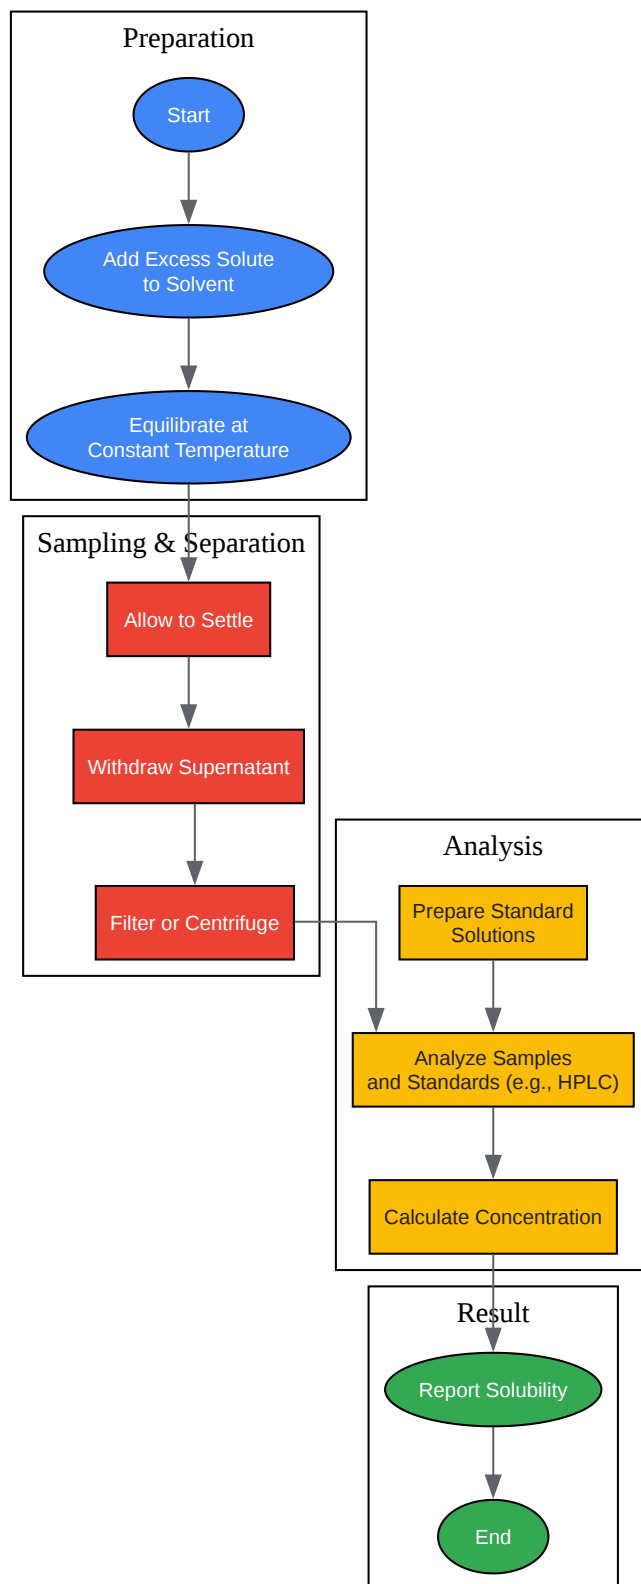 Preparation
Start
Add Excess Solute
to Solvent
Equilibrate at
Constant Temperature
Sampling & Separation
Allow to Settle
Withdraw Supernatant
Filter or Centrifuge
Analysis
Prepare Standard
Solutions
Analyze Samples
and Standards (e.g., HPLC)
Calculate Concentration
Result
Report Solubility
End